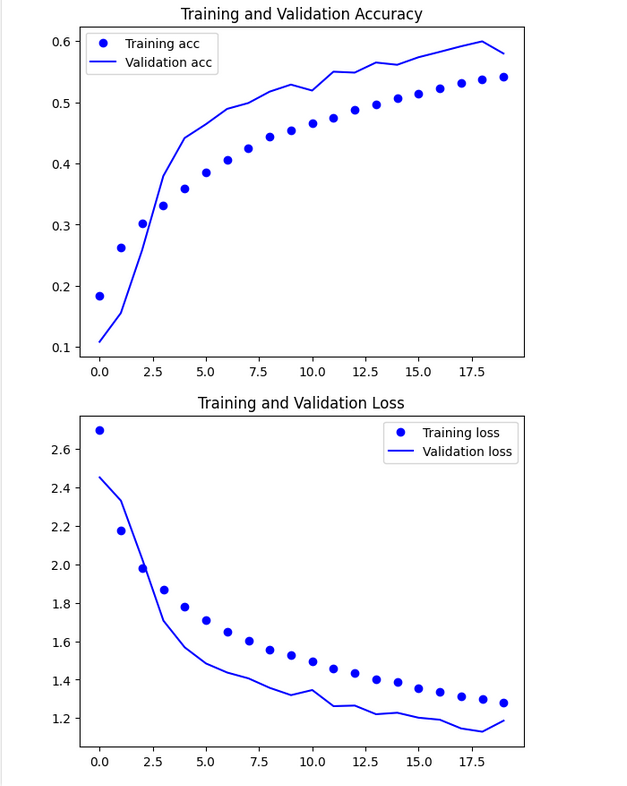 Training and Validation Accuracy
0.6
Training acc
Validation acc
0.5
0.4
0.3
0.2
0.1
0.0 2.5 5.0 7.5 10.0 12.5 15.0 17.5
Training and Validation Loss
Training loss
2.6
Validation loss
2.4
2.2
2.0
1.8
1.6
1.4
1.2
0.0 2.5 5.0 7.5 10.0 12.5 15.0 17.5